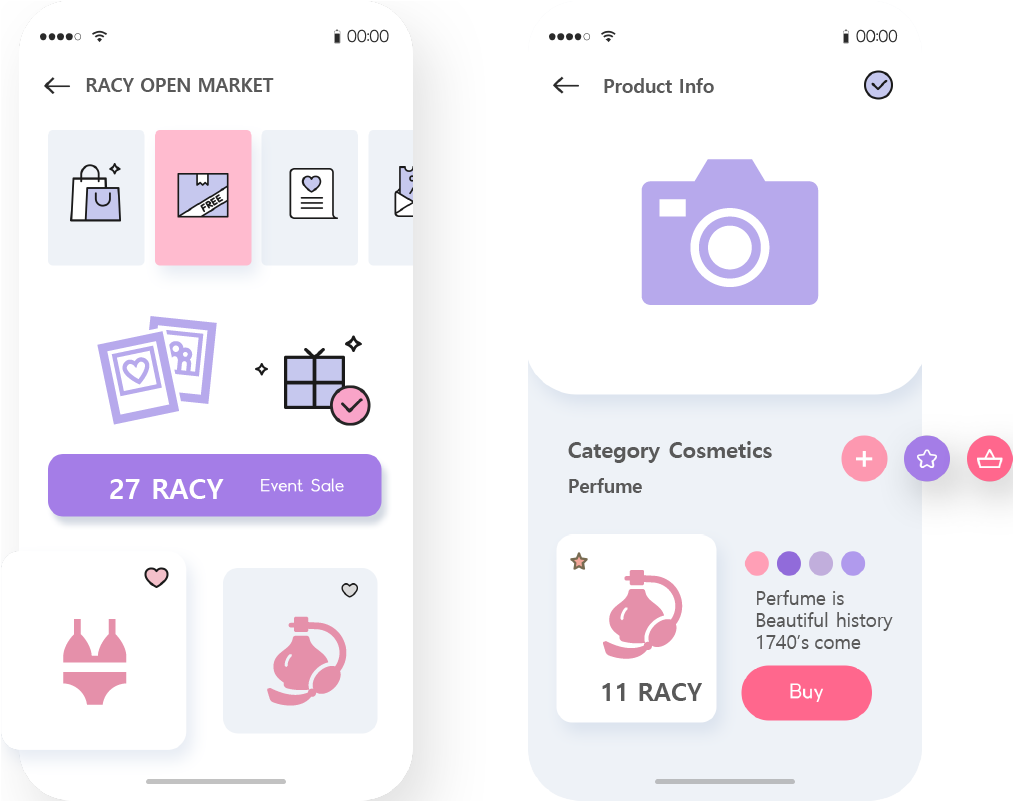 00:00
RACY OPEN MARKET
FREE
27 RACY
Event Sale
00:00
Product Info
Category Cosmetics
Perfume
Perfume is
Beautiful history
1740's come
11 RACY
Buy